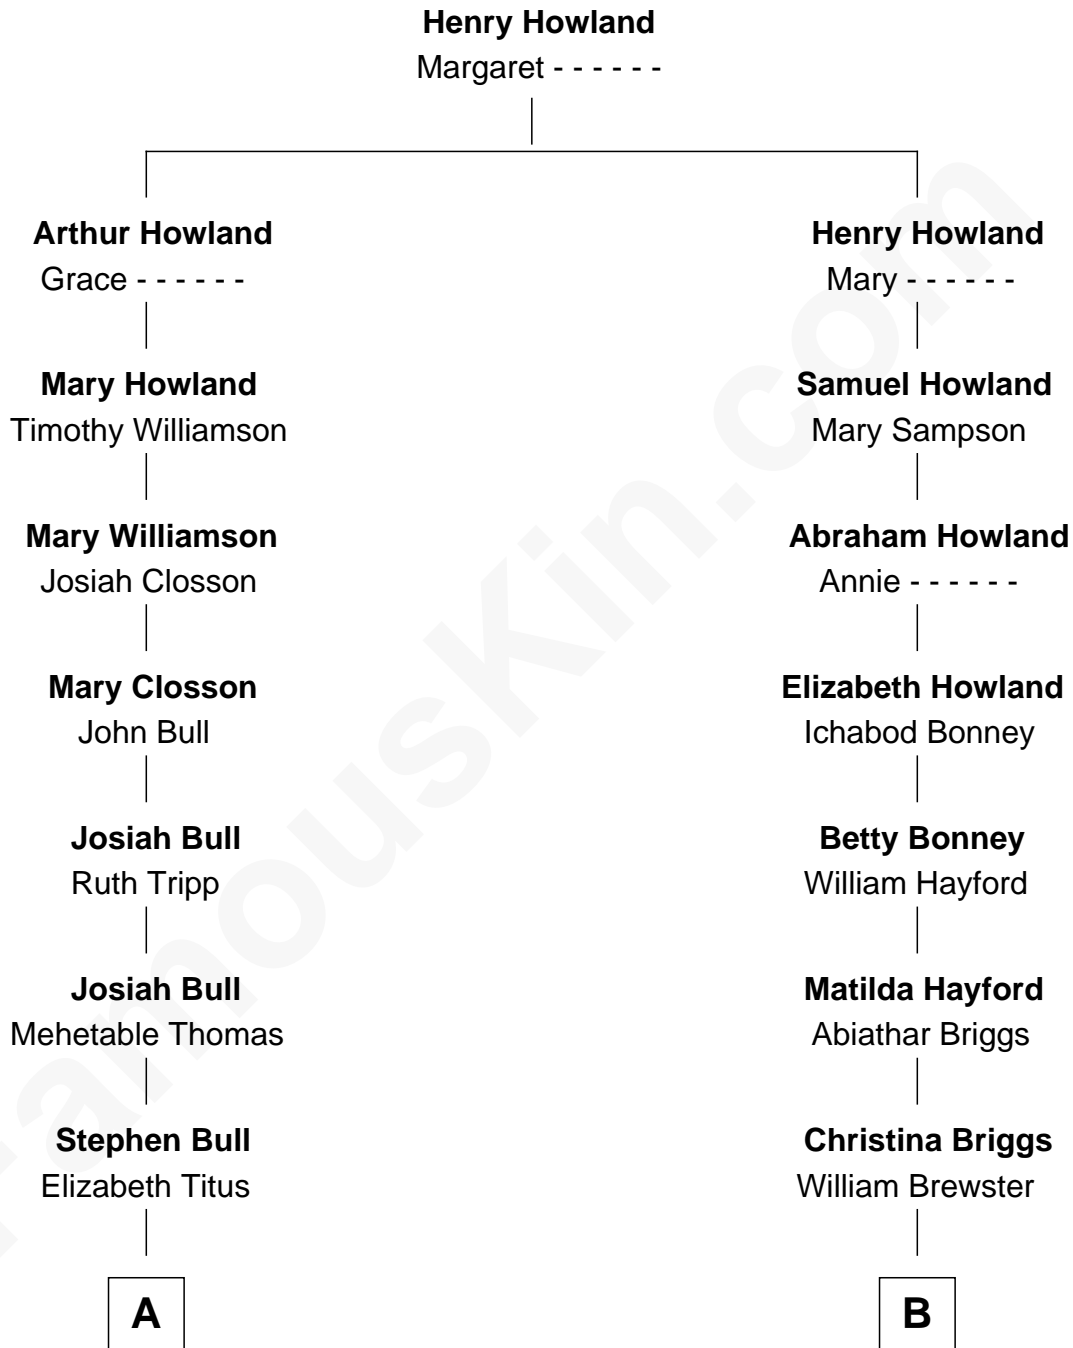 Henry Howland
Margaret - - - - - -
Arthur Howland
Grace - - - - - -
Henry Howland
Mary - - - - - -
Mary Howland
Timothy Williamson
Samuel Howland
Mary Sampson
Mary Williamson
Josiah Closson
Abraham Howland
Annie - - - - - -
Mary Closson
John Bull
Elizabeth Howland
Ichabod Bonney
Josiah Bull
Ruth Tripp
Betty Bonney
William Hayford
Josiah Bull
Mehetable Thomas
Matilda Hayford
Abiathar Briggs
Stephen Bull
Elizabeth Titus
Christina Briggs
William Brewster
A
B
FamousKin.com